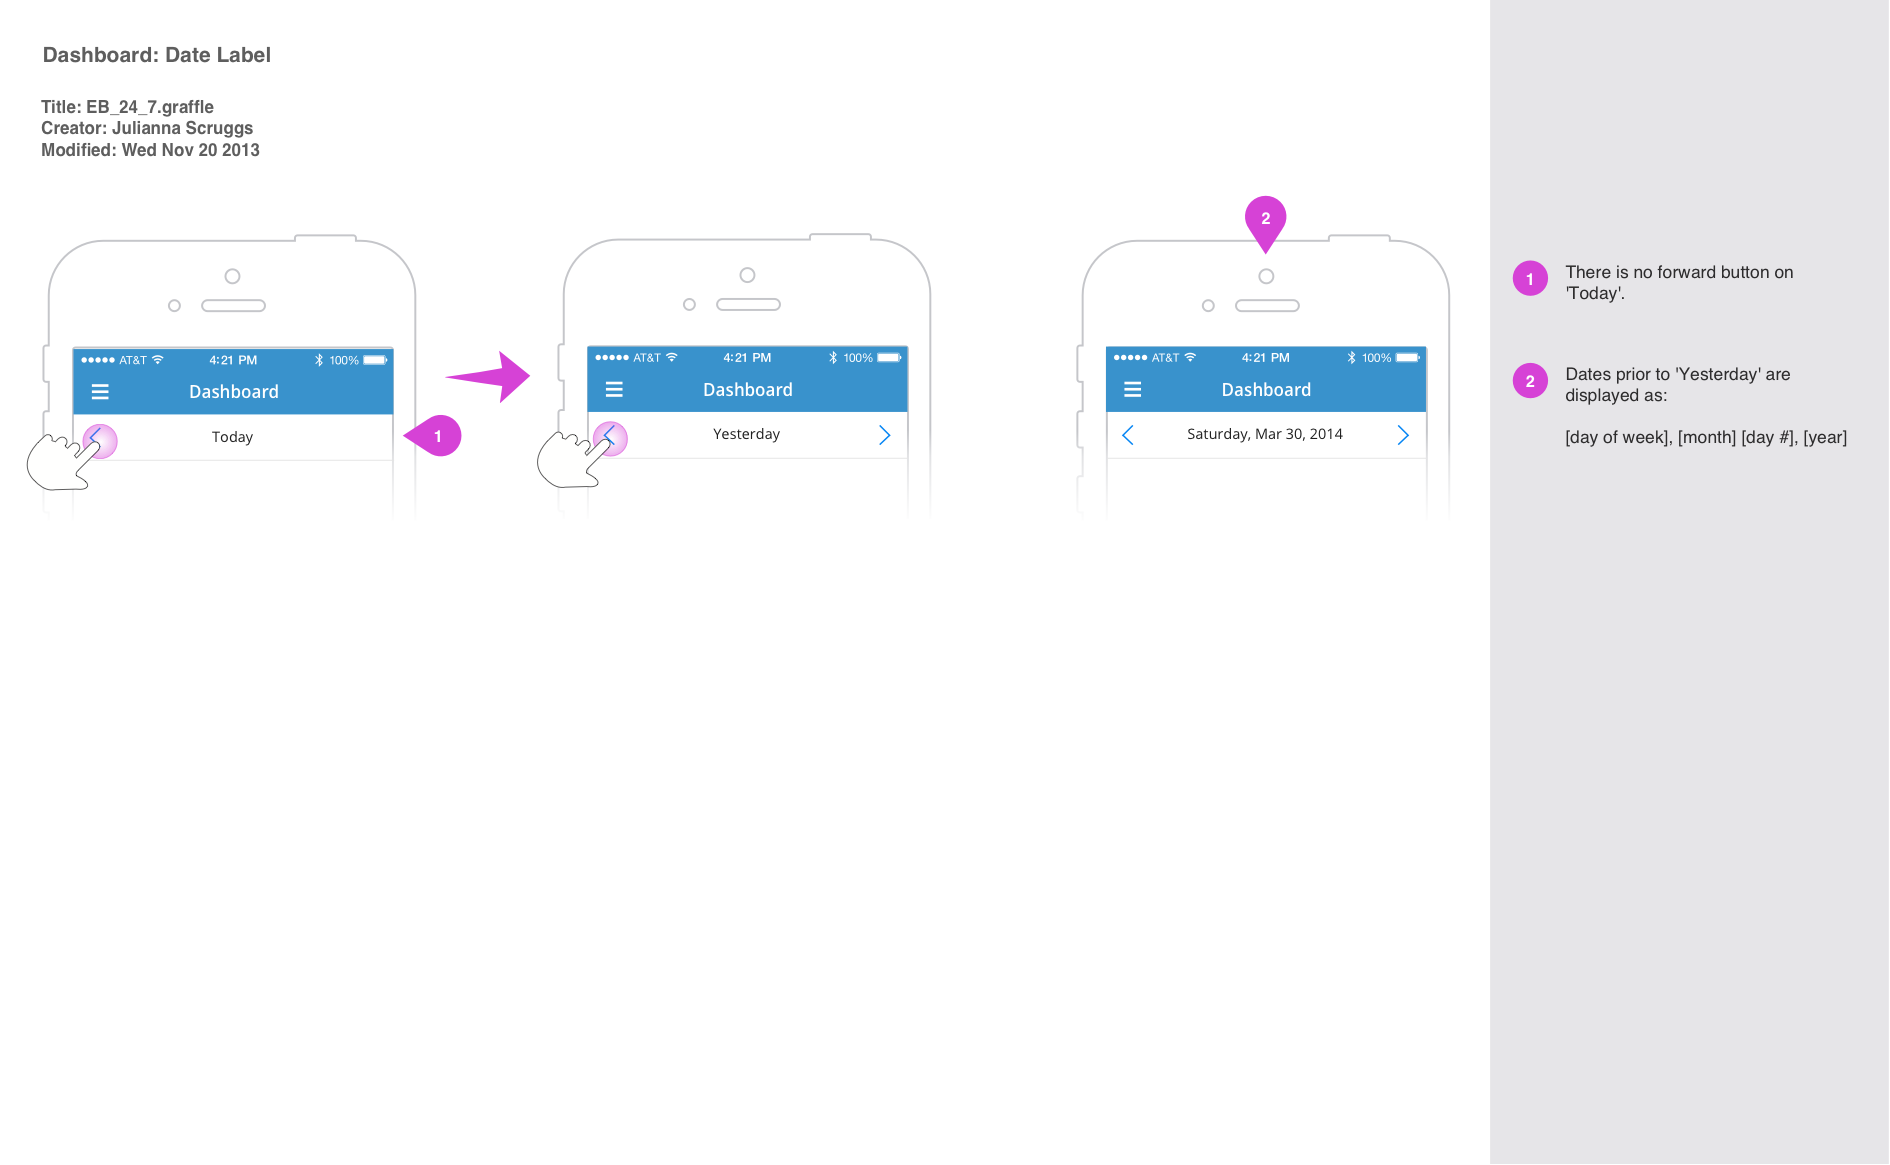 Dashboard: Date Label
Title: EB_24_7.graffle
Creator: Julianna Scruggs
Modified: Wed Nov 20 2013
AT&T 4:21 PM 100%
Dashboard
Today
1
AT&T 4:21 PM 100%
Dashboard
Yesterday
2
AT&T 4:21 PM 100%
Dashboard
Saturday, Mar 30, 2014
1 There is no forward button on
'Today'.
2 Dates prior to 'Yesterday' are
displayed as:
[day of week], [month] [day #], [year]